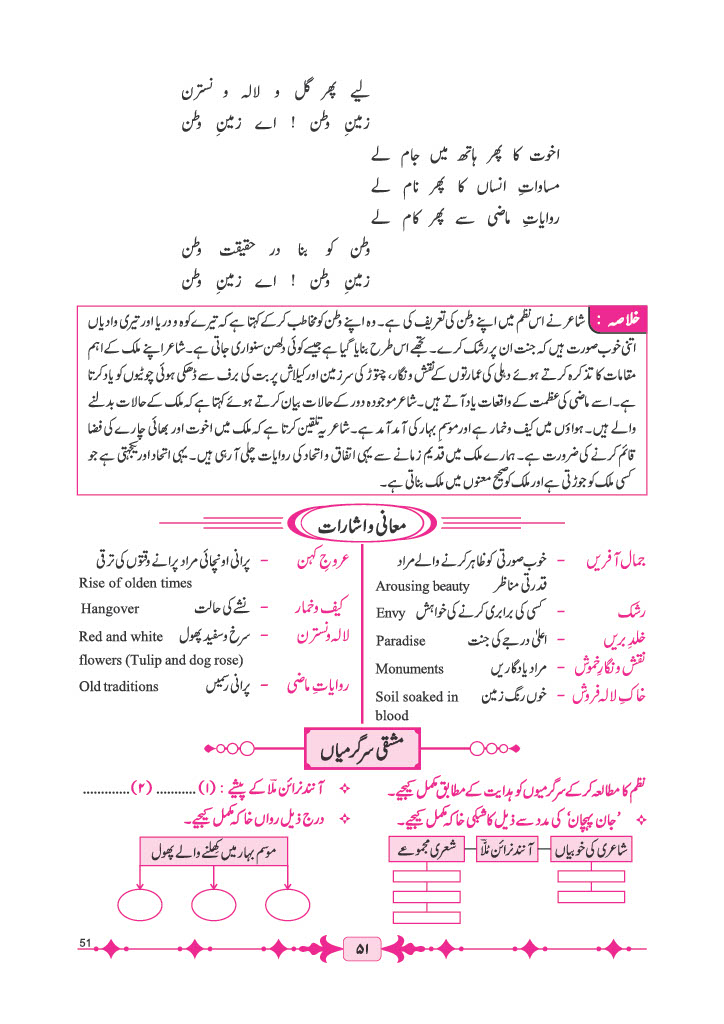 لیے پھر گل و لالہ و نسترن
زمینِ وطن ! اے زمینِ وطن
اخوت کا پھر ہاتھ میں جام لے
مساواتِ انساں کا پھر نام لے
روایاتِ ماضی سے پھر کام لے
وطن کو بنا در حقیقت وطن
زمینِ وطن ! اے زمینِ وطن
خلاصہ : شاعر نے اس نظم میں اپنے وطن کی تعریف کی ہے۔ وہ اپنے وطن کو مخاطب کرکے کہتا ہے کہ تیرے کوہ و دریا اور تیری وادیاں
اتنی خوب صورت ہیں کہ جنت ان پر رشک کرے۔ تجھے اس طرح بنایا گیا ہے جیسے کوئی دلھن سنواری جاتی ہے۔ شاعر اپنے ملک کے اہم
مقامات کا تذکرہ کرتے ہوئے دہلی کی عمارتوں کے نقش و نگار، چتوڑ کی سرزمین اور کیلاش پربت کی برف سے ڈھکی ہوئی چوٹیوں کو یاد کرتا
ہے۔ اسے ماضی کی عظمت کے واقعات یاد آتے ہیں۔ شاعر موجودہ دور کے حالات بیان کرتے ہوئے کہتا ہے کہ ملک کے حالات بدلنے
والے ہیں۔ ہواؤں میں کیف و خمار ہے اور موسمِ بہار کی آمد آمد ہے۔ شاعر یہ تلقین کرتا ہے کہ ملک میں اخوت اور بھائی چارے کی فضا
قائم کرنے کی ضرورت ہے۔ ہمارے ملک میں قدیم زمانے سے یہی اتفاق و اتحاد کی روایات چلی آرہی ہیں۔ یہی اتحاد اور یکجہتی ہے جو
کسی ملک کو جوڑتی ہے اور ملک کو صحیح معنوں میں ملک بناتی ہے۔
معانی و اشارات
جمال آفریں – خوب صورتی کو ظاہر کرنے والے مراد
قدرتی مناظر Arousing beauty
رشک – کسی کی برابری کرنے کی خواہش Envy
خلدِ بریں – اعلیٰ درجے کی جنت Paradise
نقش و نگارِ خموش – مراد یادگاریں Monuments
خاکِ لالہ فروش – خوں رنگ زمین Soil soaked in
blood
عروجِ کہن – پرانی اونچائی مراد پرانے وقتوں کی ترقی
Rise of olden times
کیف و خمار – نشے کی حالت Hangover
لالہ و نسترن – سرخ و سفید پھول Red and white
flowers (Tulip and dog rose)
روایاتِ ماضی – پرانی رسمیں Old traditions
مشقی سرگرمیاں
نظم کا مطالعہ کرکے سرگرمیوں کو ہدایت کے مطابق مکمل کیجیے۔
’جان پہچان‘ کی مدد سے ذیل کا شبکی خاکہ مکمل کیجیے۔
شاعری کی خوبیاں آنند نرائن مُلّا شعری مجموعے
آنند نرائن مُلّا کے پیشے : (۱) ........... (۲) .............
درج ذیل رواں خاکہ مکمل کیجیے۔
موسمِ بہار میں کھلنے والے پھول
51
۵۱